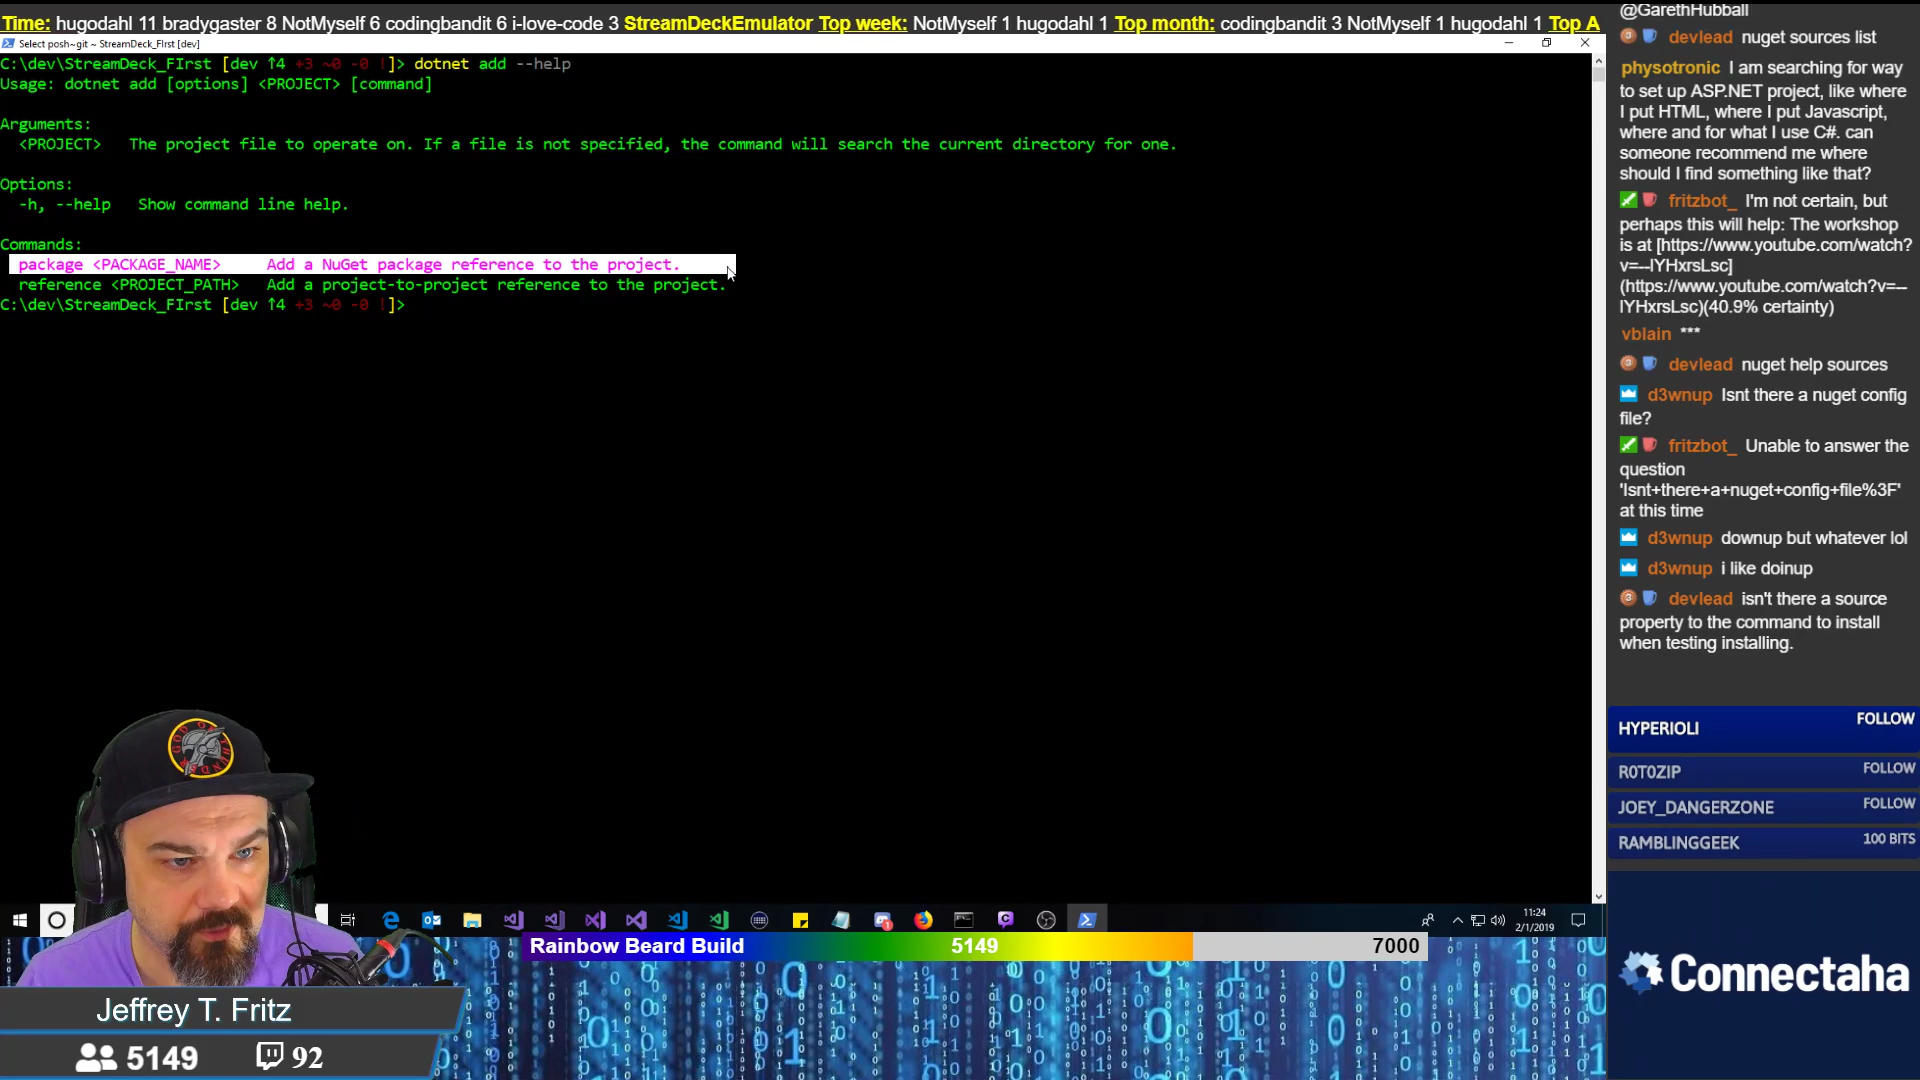 Time: hugodahl 11 bradygaster 8 NotMyself 6 codingbandit 6 i-love-code 3 StreamDeckEmulator Top week: NotMyself 1 hugodahl 1 Top month: codingbandit 3 NotMyself 1 hugodahl 1 Top A
Select posh~git ~ StreamDeck_FIrst [dev]
C:\dev\StreamDeck_FIrst [dev ↑4 +3 ~0 -0 !]> dotnet add --help
Usage: dotnet add [options] <PROJECT> [command]
Arguments:
<PROJECT> The project file to operate on. If a file is not specified, the command will search the current directory for one.
Options:
-h, --help Show command line help.
Commands:
package <PACKAGE_NAME> Add a NuGet package reference to the project.
reference <PROJECT_PATH> Add a project-to-project reference to the project.
C:\dev\StreamDeck_FIrst [dev ↑4 +3 ~0 -0 !]>
@GarethHubball
devlead nuget sources list
physotronic I am searching for way
to set up ASP.NET project, like where
I put HTML, where I put Javascript,
where and for what I use C#. can
someone recommend me where
should I find something like that?
fritzbot_ I'm not certain, but
perhaps this will help: The workshop
is at [https://www.youtube.com/watch?
v=--lYHxrsLsc]
(https://www.youtube.com/watch?v=--
lYHxrsLsc)(40.9% certainty)
vblain ***
devlead nuget help sources
d3wnup Isnt there a nuget config
file?
fritzbot_ Unable to answer the
question
'Isnt+there+a+nuget+config+file%3F'
at this time
d3wnup downup but whatever lol
d3wnup i like doinup
devlead isn't there a source
property to the command to install
when testing installing.
HYPERIOLI FOLLOW
R0T0ZIP FOLLOW
JOEY_DANGERZONE FOLLOW
RAMBLINGGEEK 100 BITS
11:24
2/1/2019
Rainbow Beard Build 5149 7000
Jeffrey T. Fritz
5149 92
Connectaha